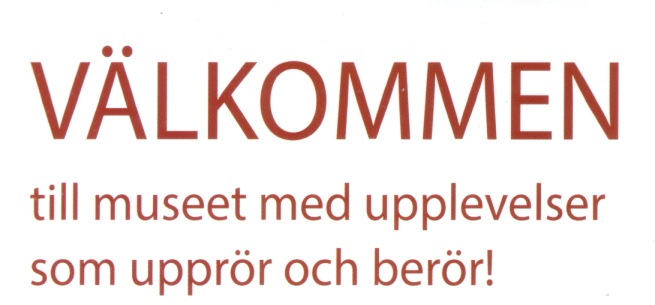 VÄLKOMMEN
till museet med upplevelser
som upprör och berör!